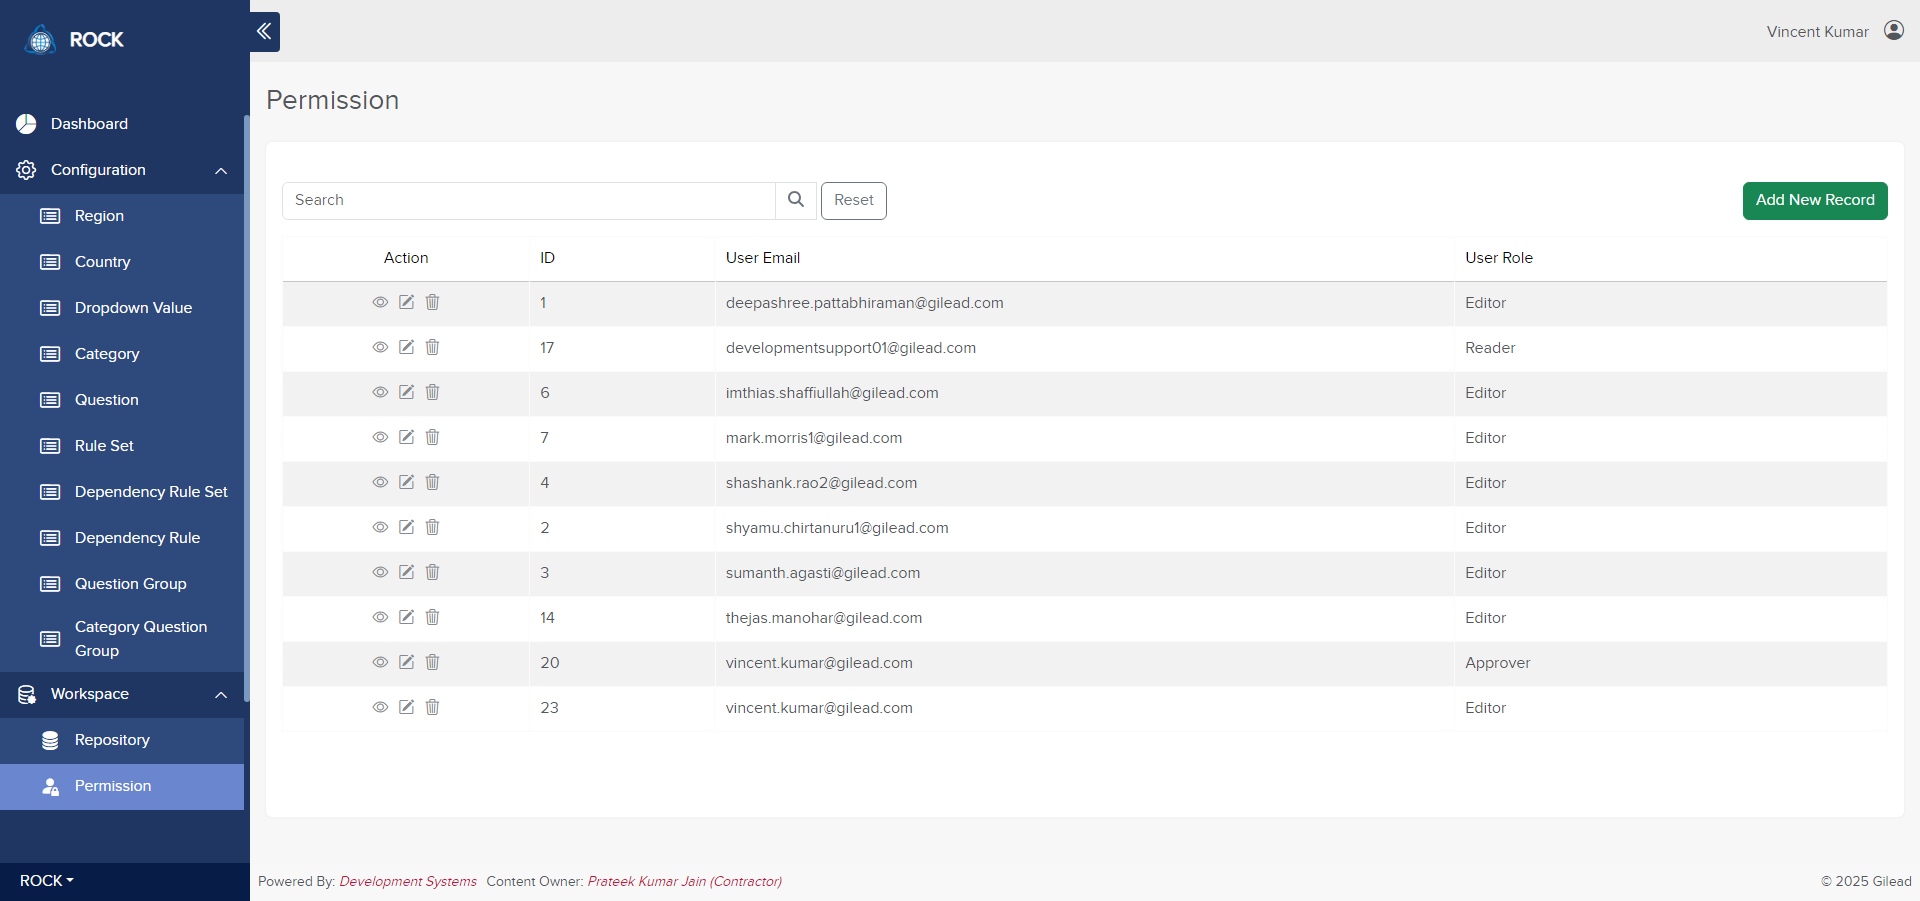 ROCK
Vincent Kumar
Dashboard
Configuration
Region
Country
Dropdown Value
Category
Question
Rule Set
Dependency Rule Set
Dependency Rule
Question Group
Category Question
Group
Workspace
Repository
Permission
ROCK
Permission
Search
Reset
Add New Record
Action ID User Email User Role
1 deepashree.pattabhiraman@gilead.com Editor
17 developmentsupport01@gilead.com Reader
6 imthias.shaffiullah@gilead.com Editor
7 mark.morris1@gilead.com Editor
4 shashank.rao2@gilead.com Editor
2 shyamu.chirtanuru1@gilead.com Editor
3 sumanth.agasti@gilead.com Editor
14 thejas.manohar@gilead.com Editor
20 vincent.kumar@gilead.com Approver
23 vincent.kumar@gilead.com Editor
Powered By: Development Systems Content Owner: Prateek Kumar Jain (Contractor)
© 2025 Gilead